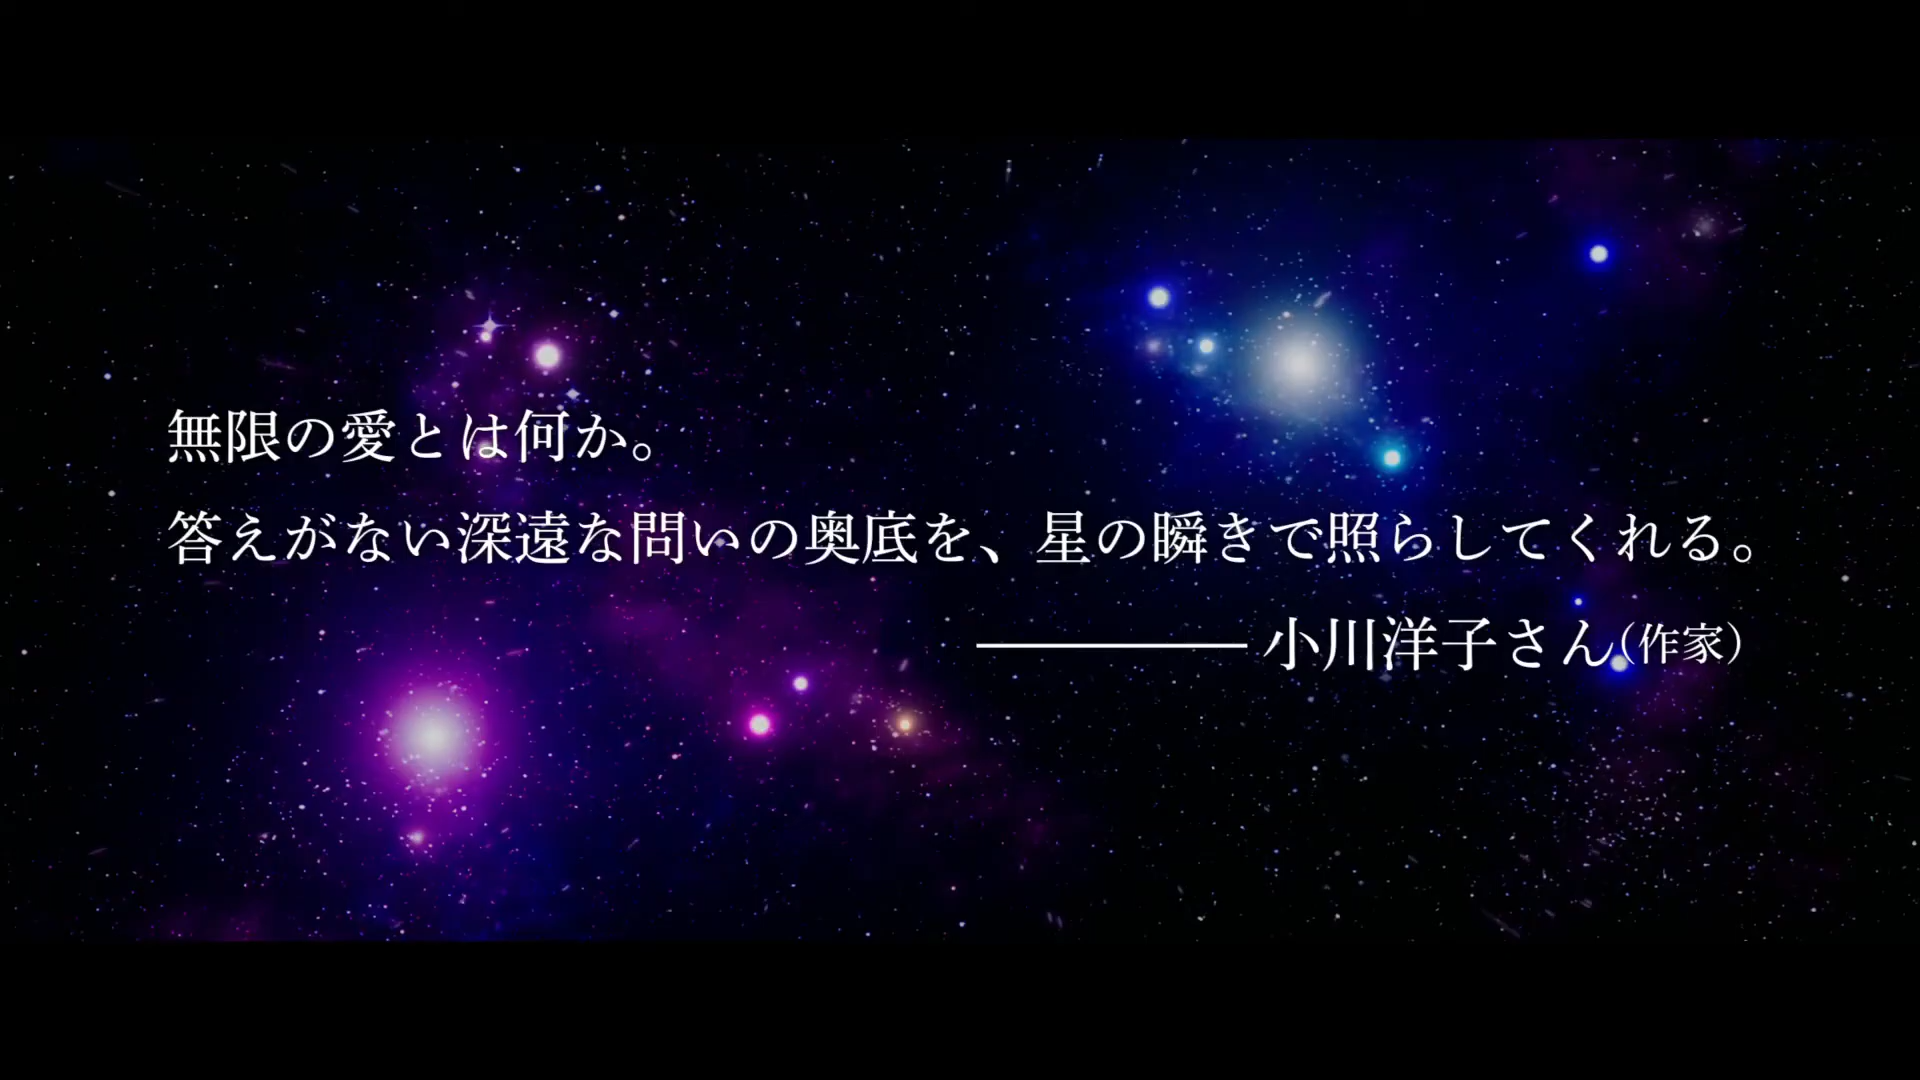 無限の愛とは何か。
答えがない深遠な問いの奥底を、星の瞬きで照らしてくれる。
――――― 小川洋子さん(作家)